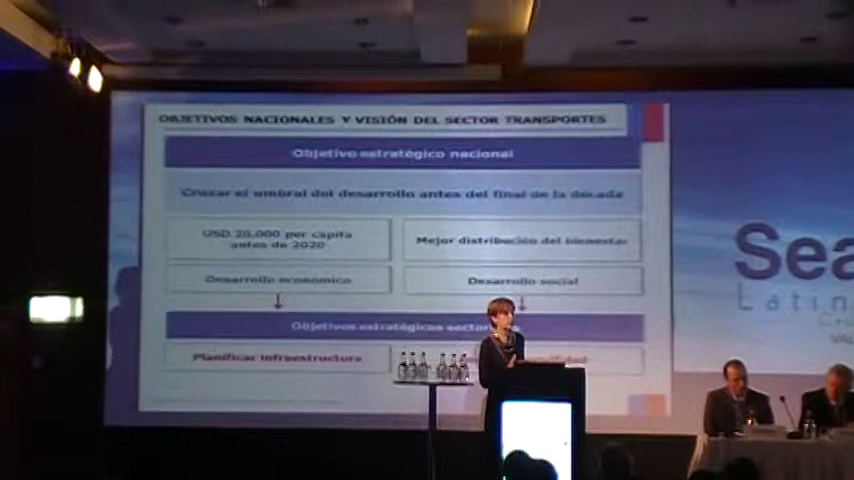 OBJETIVOS NACIONALES Y VISIÓN DEL SECTOR TRANSPORTES
Objetivo estratégico nacional
Cruzar el umbral del desarrollo antes del final de la década
USD 20,000 per cápita
antes de 2020
Mejor distribución del bienestar
Desarrollo económico
Desarrollo social
Objetivos estratégicos sectoriales
Planificar infraestructura
Sea
Latin